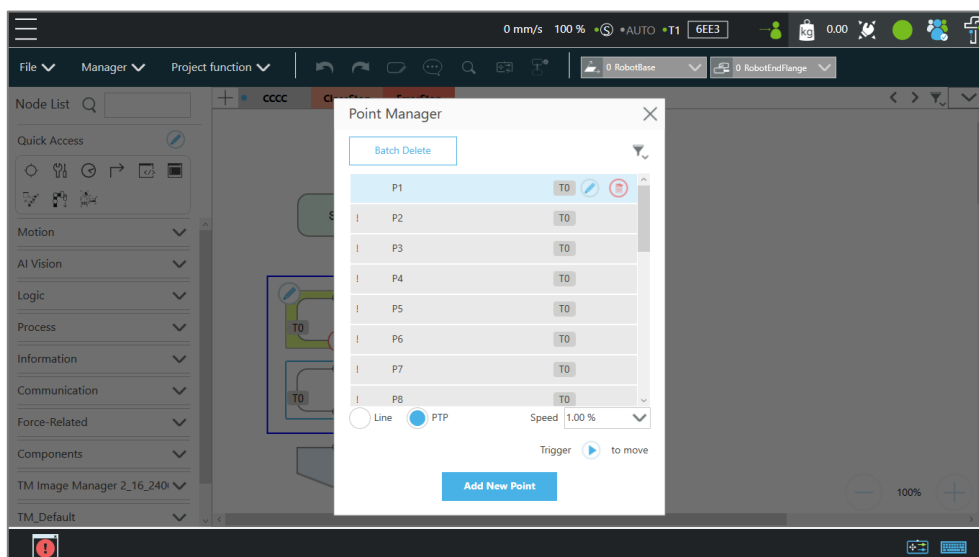 0 mm/s 100 % S AUTO T1 6EE3 kg 0.00
File Manager Project function 0 RobotBase 0 RobotEndFlange
Node List
CCCC
Point Manager
Quick Access
Batch Delete
P1 T0
! P2 T0
! P3 T0
! P4 T0
! P5 T0
! P6 T0
! P7 T0
! P8 T0
Motion
AI Vision
Logic
Process
Information
Communication
Force-Related
Components
TM Image Manager 2_16_240
TM_Default
T0
T0
Line PTP Speed 1.00 %
Trigger to move
Add New Point
100%